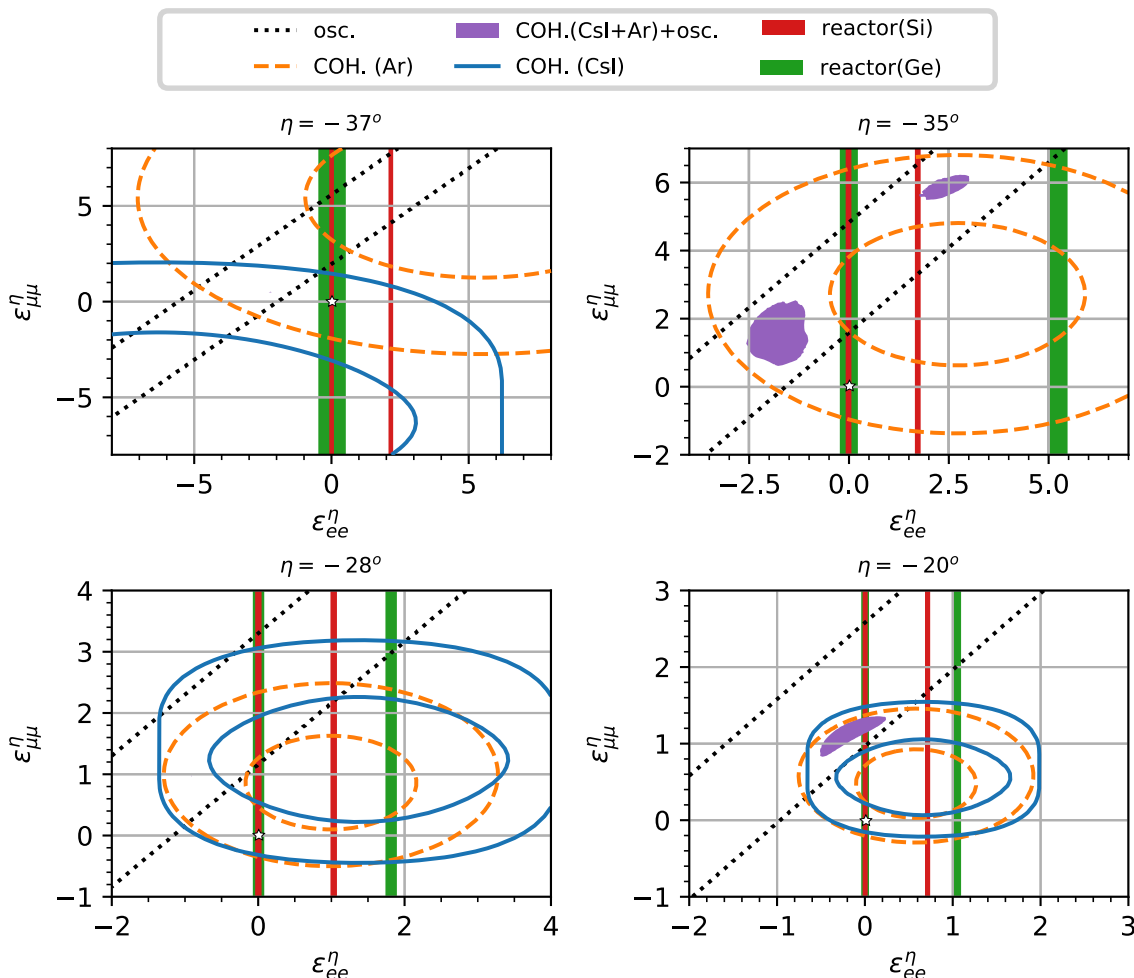 osc. COH.(CsI+Ar)+osc. reactor(Si)
COH. (Ar) COH. (CsI) reactor(Ge)
η = −37° η = −35°
5
0
−5
ε^η_μμ
−5 0 5
ε^η_ee
6
4
2
0
−2
ε^η_μμ
−2.5 0.0 2.5 5.0
ε^η_ee
η = −28° η = −20°
4
3
2
1
0
−1
ε^η_μμ
−2 0 2 4
ε^η_ee
3
2
1
0
−1
ε^η_μμ
−2 −1 0 1 2 3
ε^η_ee